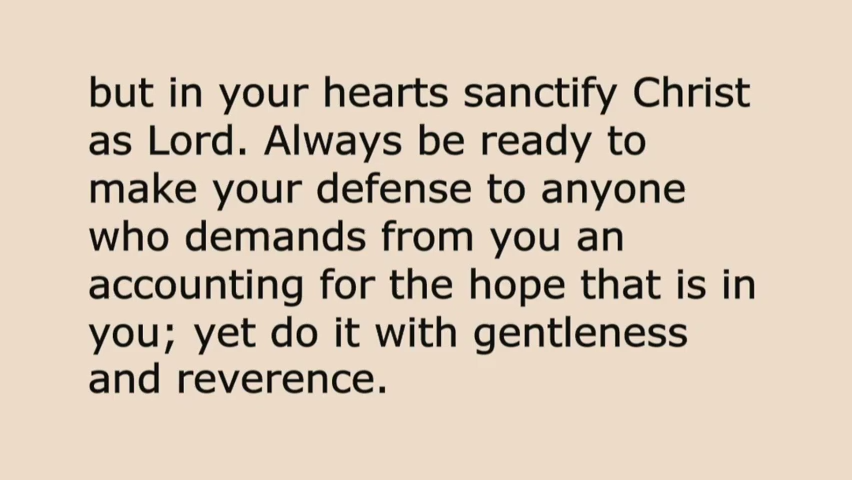 but in your hearts sanctify Christ
as Lord. Always be ready to
make your defense to anyone
who demands from you an
accounting for the hope that is in
you; yet do it with gentleness
and reverence.